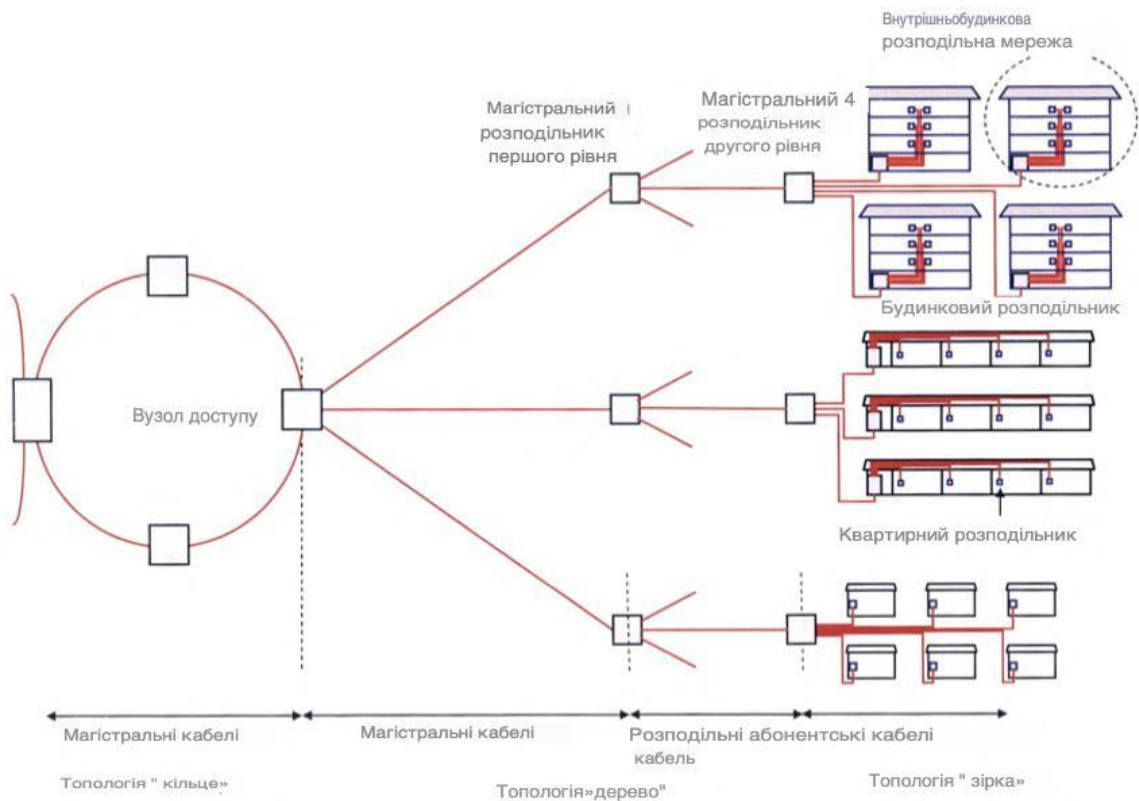 Внутрішньобудинкова
розподільна мережа
Магістральний
розподільник
першого рівня
Магістральний 4
розподільник
другого рівня
Будинковий розподільник
Вузол доступу
Квартирний розподільник
Магістральні кабелі
Магістральні кабелі
Розподільні абонентські кабелі
кабель
Топологія " кільце»
Топологія»дерево"
Топологія " зірка»